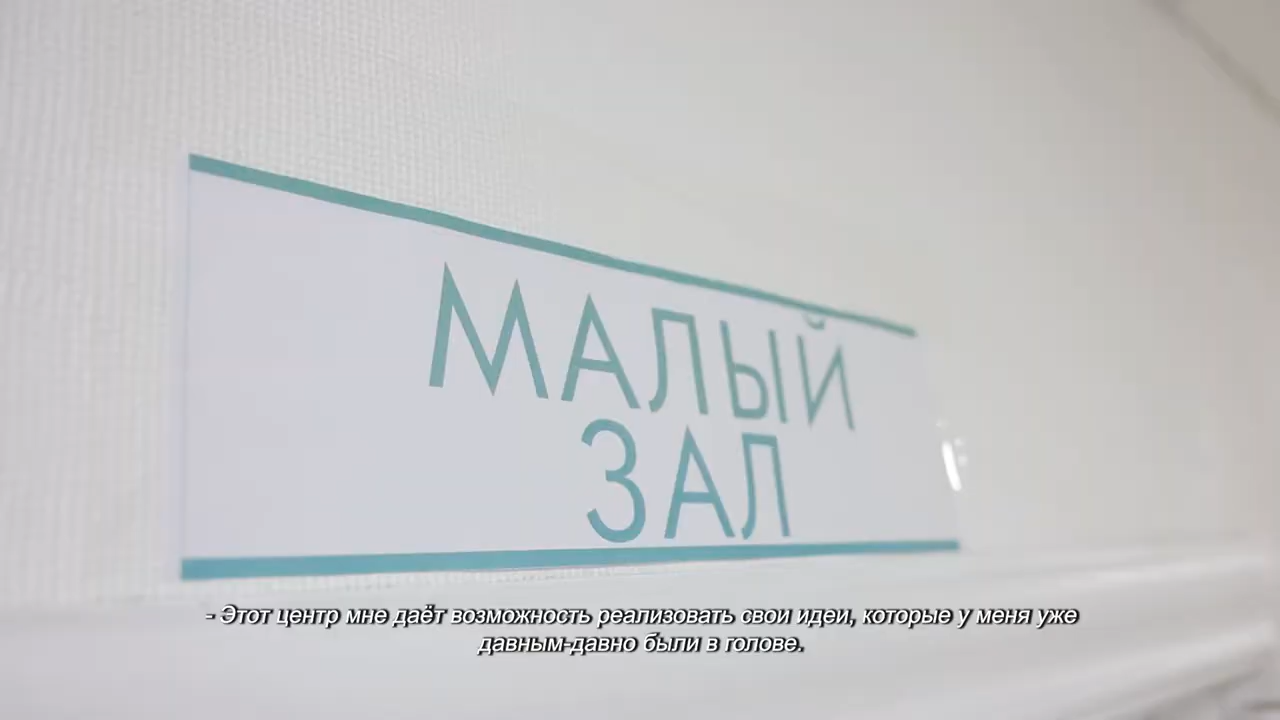 МАЛЫЙ
ЗАЛ
- Этот центр мне даёт возможность реализовать свои идеи, которые у меня уже
давным-давно были в голове.